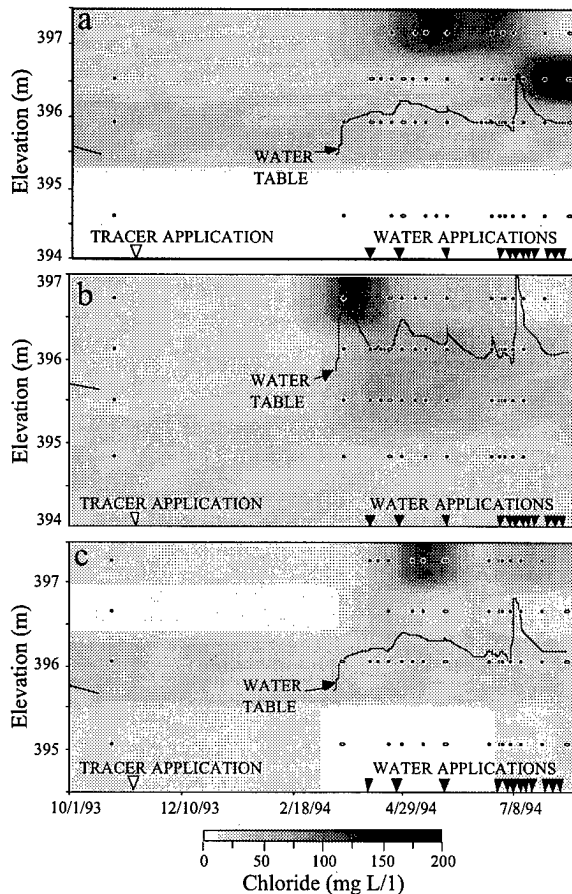 a
397
396
395
394
Elevation (m)
WATER
TABLE
TRACER APPLICATION
WATER APPLICATIONS
b
397
396
395
394
Elevation (m)
WATER
TABLE
TRACER APPLICATION
WATER APPLICATIONS
c
397
396
395
Elevation (m)
WATER
TABLE
TRACER APPLICATION
WATER APPLICATIONS
10/1/93 12/10/93 2/18/94 4/29/94 7/8/94
0 50 100 150 200
Chloride (mg L/1)